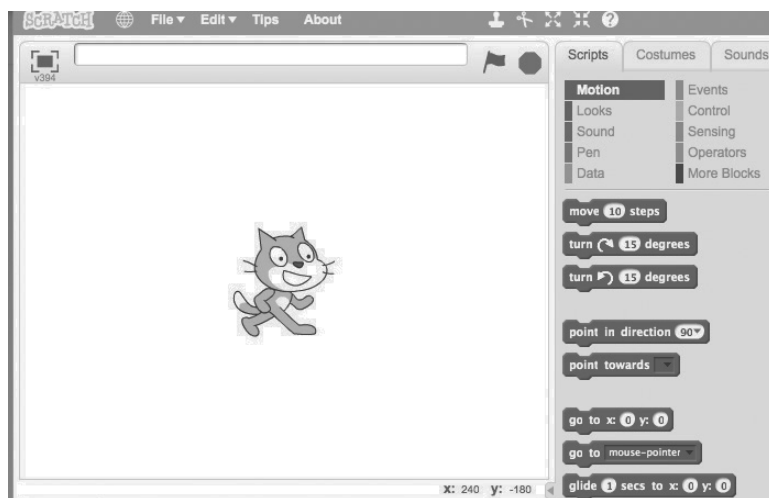 SCRATCH File▼ Edit▼ Tips About ?
v394
Scripts Costumes Sounds
Motion Events
Looks Control
Sound Sensing
Pen Operators
Data More Blocks
move 10 steps
turn ↻ 15 degrees
turn ↺ 15 degrees
point in direction 90▼
point towards ▼
go to x: 0 y: 0
go to mouse-pointer ▼
glide 1 secs to x: 0 y: 0
x: 240 y: -180